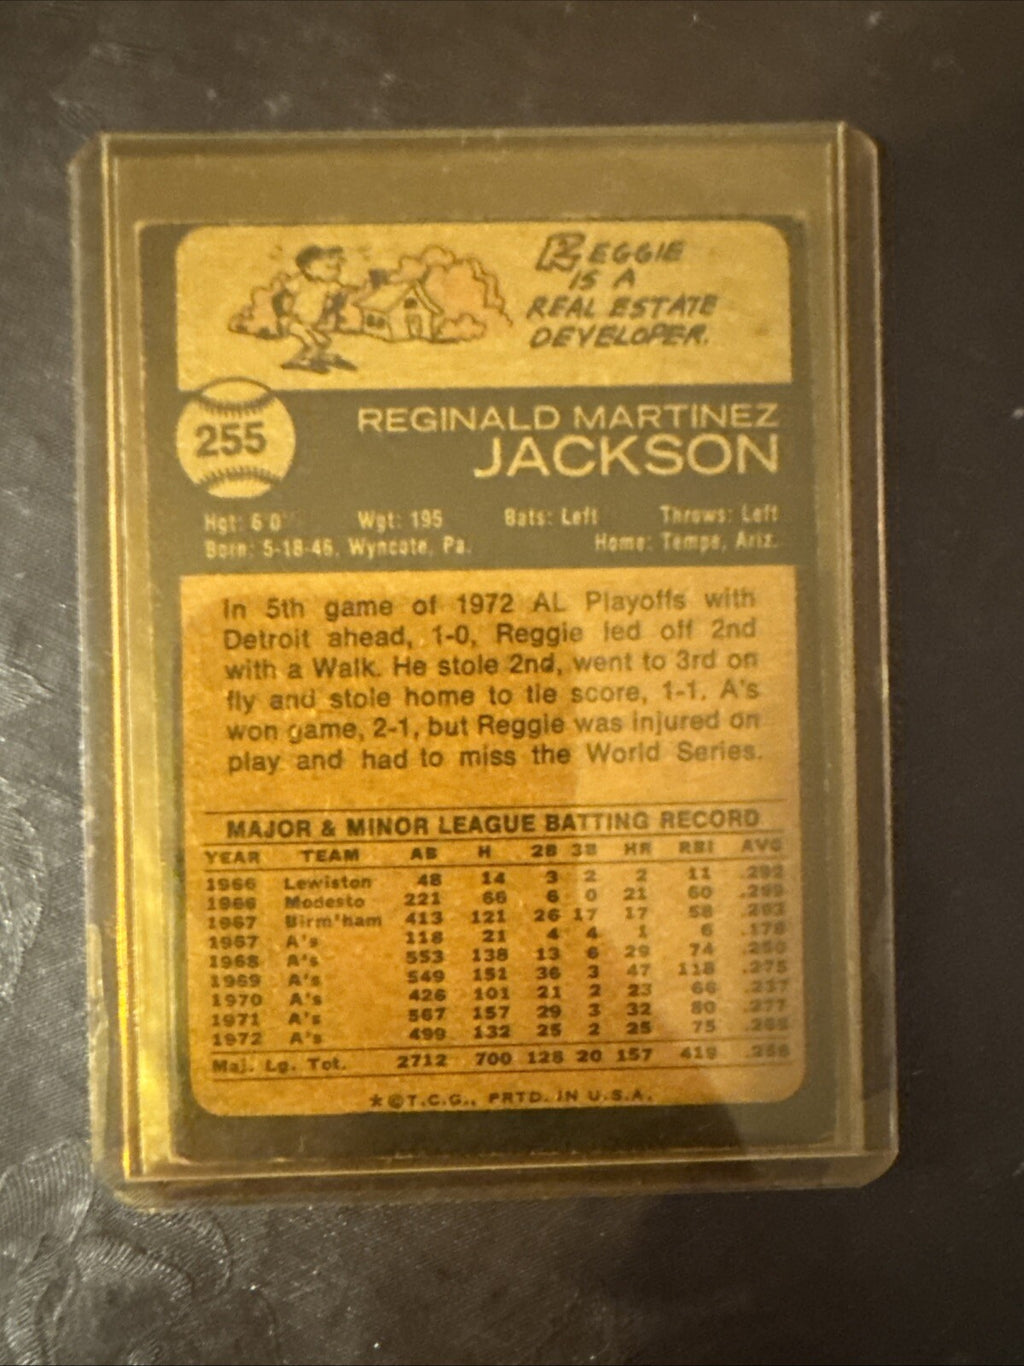 REGGIE
IS A
REAL ESTATE
DEVELOPER.
255
REGINALD MARTINEZ
JACKSON
Hgt: 6'0" Wgt: 195 Bats: Left Throws: Left
Born: 5-18-46, Wyncote, Pa. Home: Tempe, Ariz.
In 5th game of 1972 AL Playoffs with
Detroit ahead, 1-0, Reggie led off 2nd
with a Walk. He stole 2nd, went to 3rd on
fly and stole home to tie score, 1-1. A's
won game, 2-1, but Reggie was injured on
play and had to miss the World Series.
MAJOR & MINOR LEAGUE BATTING RECORD
YEAR TEAM AB H 2B 3B HR RBI AVG
1966 Lewiston 48 14 3 2 2 11 .292
1966 Modesto 221 66 6 0 21 60 .299
1967 Birm'ham 413 121 26 17 17 58 .293
1967 A's 118 21 4 4 1 6 .178
1968 A's 553 138 13 6 29 74 .250
1969 A's 549 151 36 3 47 118 .275
1970 A's 426 101 21 2 23 66 .237
1971 A's 567 157 29 3 32 80 .277
1972 A's 499 132 25 2 25 75 .265
Maj. Lg. Tot. 2712 700 128 20 157 419 .258
★©T.C.G., PRTD. IN U.S.A.